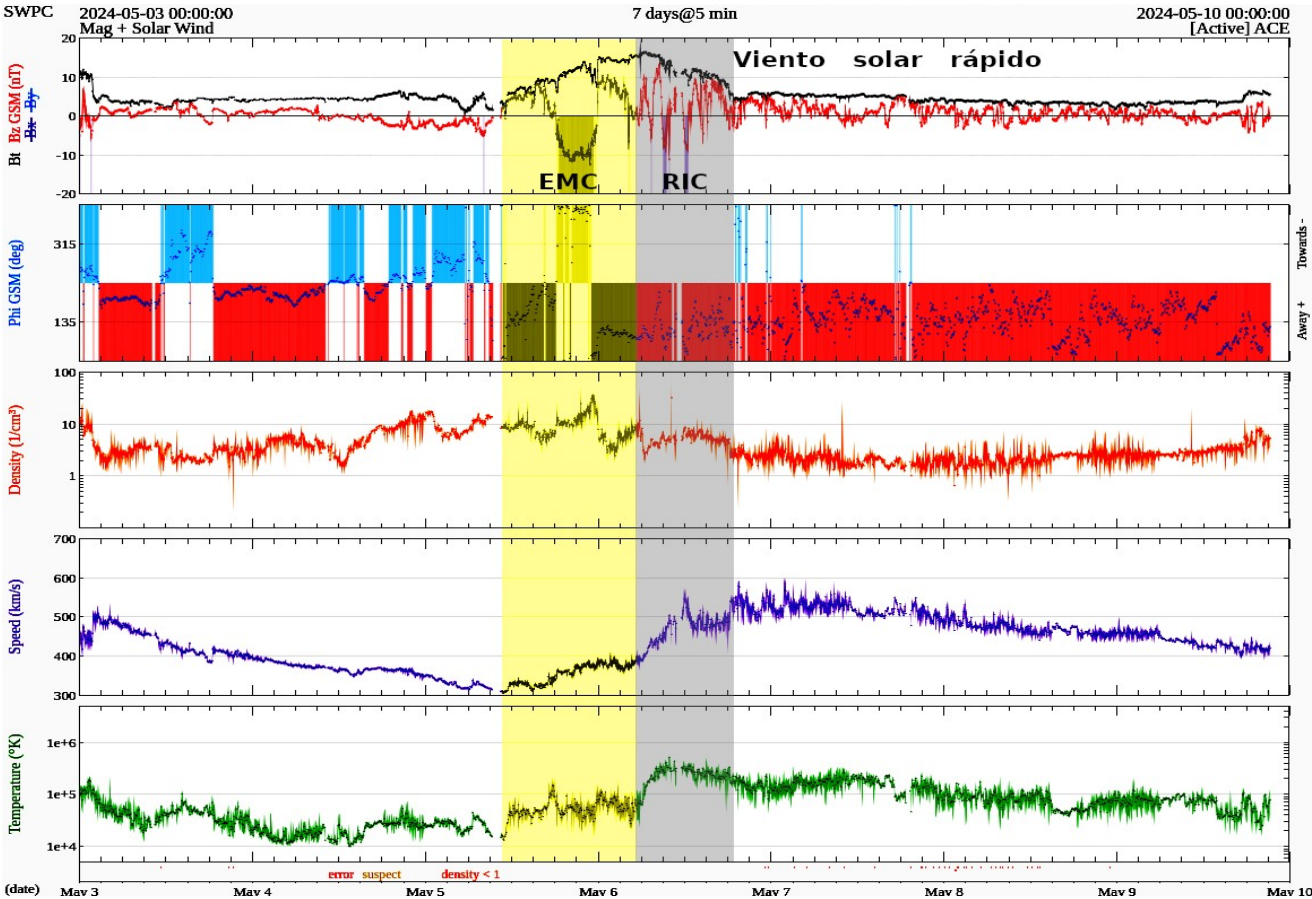 SWPC 2024-05-03 00:00:00 7 days@5 min 2024-05-10 00:00:00
Mag + Solar Wind [Active] ACE
Bt Bz GSM (nT)
Bx By
20
10
0
-10
-20
Viento solar rápido
EMC RIC
Phi GSM (deg)
315
135
Towards -
Away +
Density (1/cm³)
100
10
1
Speed (km/s)
700
600
500
400
300
Temperature (°K)
1e+6
1e+5
1e+4
error suspect density < 1
(date) May 3 May 4 May 5 May 6 May 7 May 8 May 9 May 10